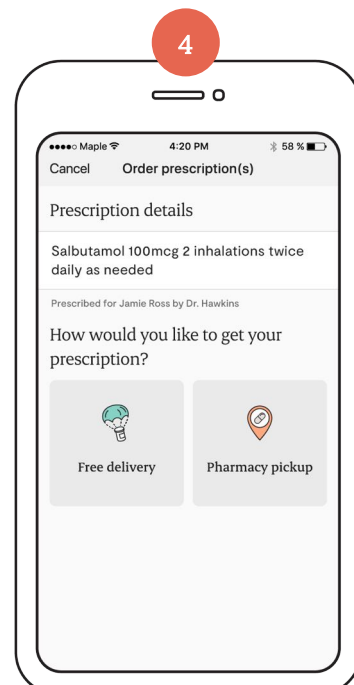 4
Maple 4:20 PM 58 %
Cancel Order prescription(s)
Prescription details
Salbutamol 100mcg 2 inhalations twice
daily as needed
Prescribed for Jamie Ross by Dr. Hawkins
How would you like to get your
prescription?
Free delivery Pharmacy pickup